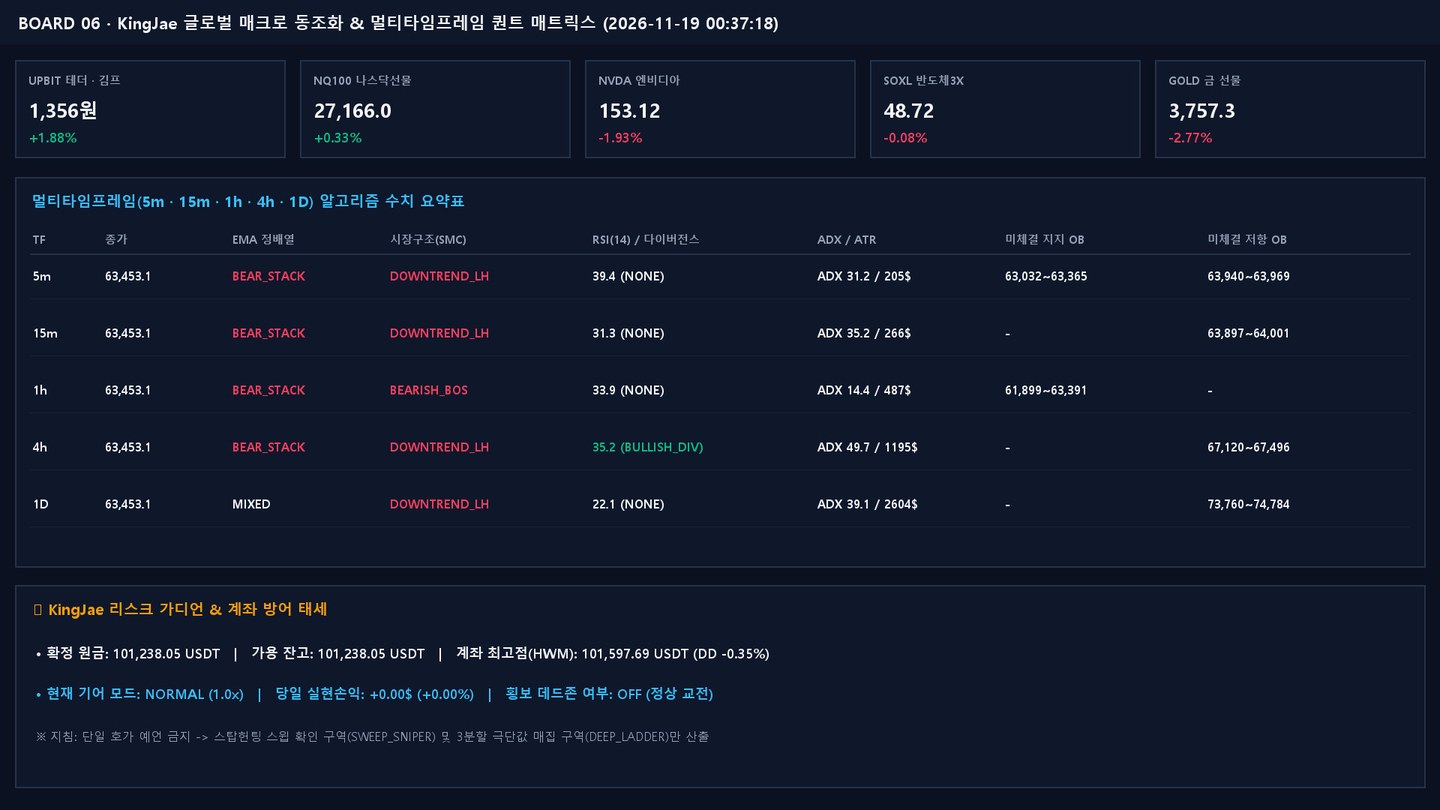 BOARD 06 · KingJae 글로벌 매크로 동조화 & 멀티타임프레임 퀀트 매트릭스 (2026-11-19 00:37:18)
UPBIT 테더 · 김프
1,356원
+1.88%
NQ100 나스닥선물
27,166.0
+0.33%
NVDA 엔비디아
153.12
-1.93%
SOXL 반도체3X
48.72
-0.08%
GOLD 금 선물
3,757.3
-2.77%
멀티타임프레임(5m · 15m · 1h · 4h · 1D) 알고리즘 수치 요약표
TF 종가 EMA 정배열 시장구조(SMC) RSI(14) / 다이버전스 ADX / ATR 미체결 지지 OB 미체결 저항 OB
5m 63,453.1 BEAR_STACK DOWNTREND_LH 39.4 (NONE) ADX 31.2 / 205$ 63,032~63,365 63,940~63,969
15m 63,453.1 BEAR_STACK DOWNTREND_LH 31.3 (NONE) ADX 35.2 / 266$ - 63,897~64,001
1h 63,453.1 BEAR_STACK BEARISH_BOS 33.9 (NONE) ADX 14.4 / 487$ 61,899~63,391 -
4h 63,453.1 BEAR_STACK DOWNTREND_LH 35.2 (BULLISH_DIV) ADX 49.7 / 1195$ - 67,120~67,496
1D 63,453.1 MIXED DOWNTREND_LH 22.1 (NONE) ADX 39.1 / 2604$ - 73,760~74,784
KingJae 리스크 가디언 & 계좌 방어 태세
• 확정 원금: 101,238.05 USDT | 가용 잔고: 101,238.05 USDT | 계좌 최고점(HWM): 101,597.69 USDT (DD -0.35%)
• 현재 기어 모드: NORMAL (1.0x) | 당일 실현손익: +0.00$ (+0.00%) | 횡보 데드존 여부: OFF (정상 교전)
※ 지침: 단일 호가 예언 금지 -> 스탑헌팅 스윕 확인 구역(SWEEP_SNIPER) 및 3분할 극단값 매집 구역(DEEP_LADDER)만 산출